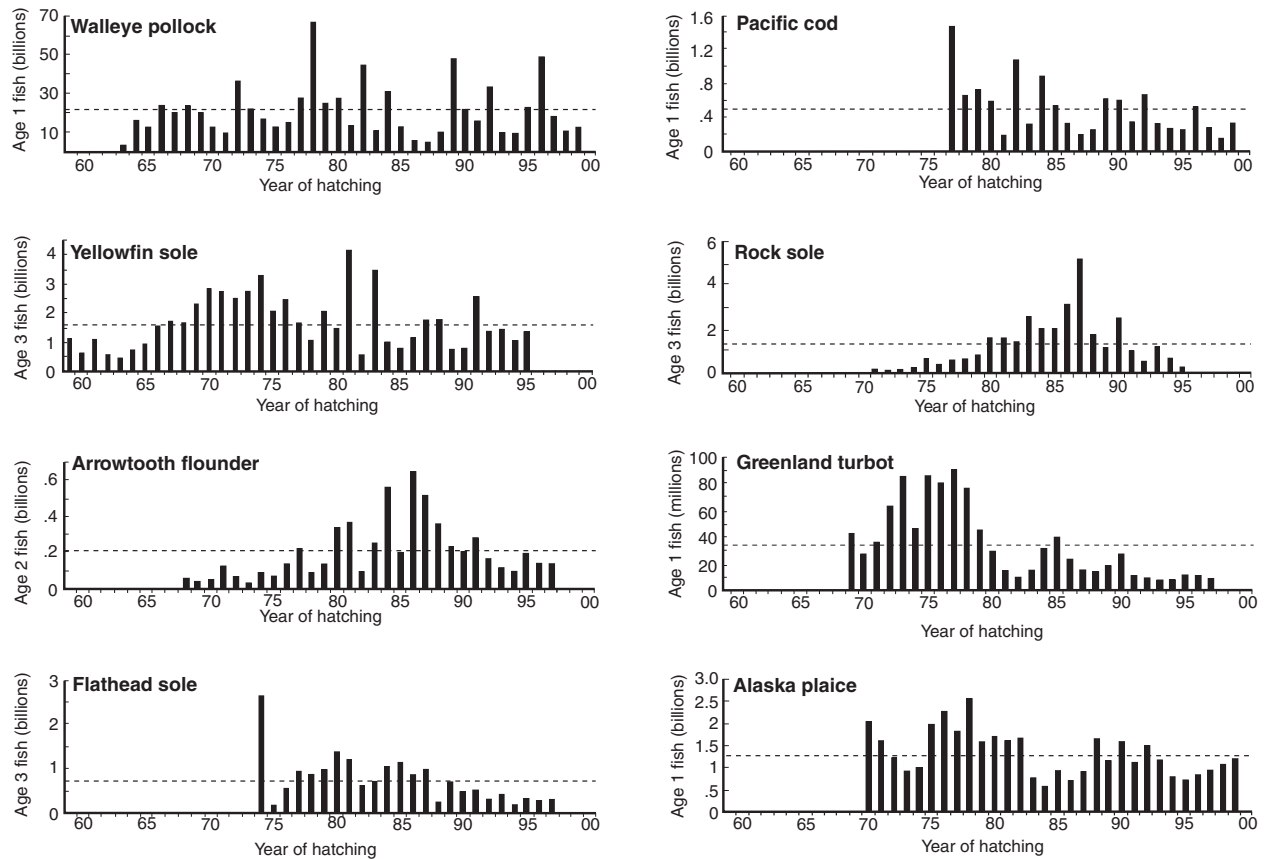 Walleye pollock
Age 1 fish (billions)
70
50
30
10
60 65 70 75 80 85 90 95 00
Year of hatching
Pacific cod
Age 1 fish (billions)
1.6
1.2
.8
.4
0
60 65 70 75 80 85 90 95 00
Year of hatching
Yellowfin sole
Age 3 fish (billions)
4
3
2
1
0
60 65 70 75 80 85 90 95 00
Year of hatching
Rock sole
Age 3 fish (billions)
6
4
2
0
60 65 70 75 80 85 90 95 00
Year of hatching
Arrowtooth flounder
Age 2 fish (billions)
.6
.4
.2
0
60 65 70 75 80 85 90 95 00
Year of hatching
Greenland turbot
Age 1 fish (millions)
100
80
60
40
20
0
60 65 70 75 80 85 90 95 00
Year of hatching
Flathead sole
Age 3 fish (billions)
3
2
1
0
60 65 70 75 80 85 90 95 00
Year of hatching
Alaska plaice
Age 1 fish (billions)
3.0
2.5
2
1.5
1
.5
0
60 65 70 75 80 85 90 95 00
Year of hatching